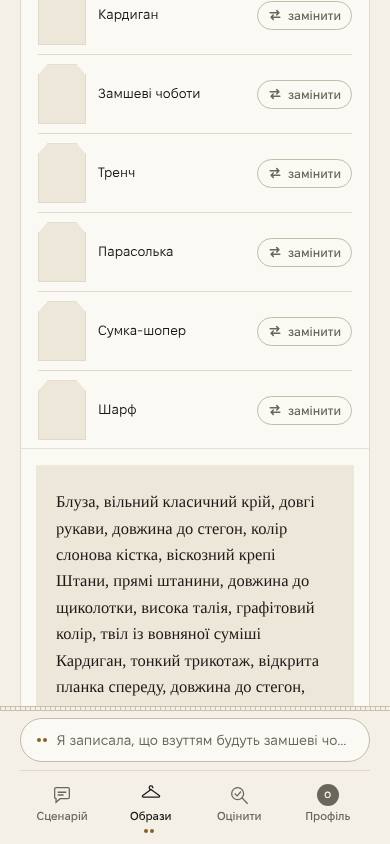 Кардиган
замінити
Замшеві чоботи
замінити
Тренч
замінити
Парасолька
замінити
Сумка-шопер
замінити
Шарф
замінити
Блуза, вільний класичний крій, довгі
рукави, довжина до стегон, колір
слонова кістка, віскозний крепі
Штани, прямі штанини, довжина до
щиколотки, висока талія, графітовий
колір, твіл із вовняної суміші
Кардиган, тонкий трикотаж, відкрита
планка спереду, довжина до стегон,
Я записала, що взуттям будуть замшеві чо...
Сценарій
Образи
Оцінити
О
Профіль